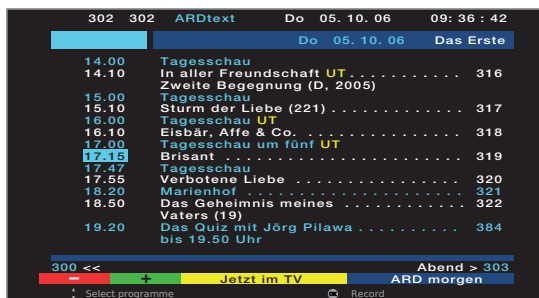 302 302 ARDtext Do 05. 10. 06 09: 36 : 42
Do 05. 10. 06 Das Erste
14.00 Tagesschau
14.10 In aller Freundschaft UT . . . . . . . . . . . 316
Zweite Begegnung (D, 2005)
15.00 Tagesschau
15.10 Sturm der Liebe (221) . . . . . . . . . . . . . 317
16.00 Tagesschau UT
16.10 Eisbär, Affe & Co. . . . . . . . . . . . . . . . 318
17.00 Tagesschau um fünf UT
17.15 Brisant . . . . . . . . . . . . . . . . . . . . . . 319
17.47 Tagesschau
17.55 Verbotene Liebe . . . . . . . . . . . . . . . . 320
18.20 Marienhof . . . . . . . . . . . . . . . . . . . . 321
18.50 Das Geheimnis meines . . . . . . . . . . . 322
Vaters (19)
19.20 Das Quiz mit Jörg Pilawa . . . . . . . . . 384
bis 19.50 Uhr
300 << Abend > 303
− + Jetzt im TV ARD morgen
Select programme Record